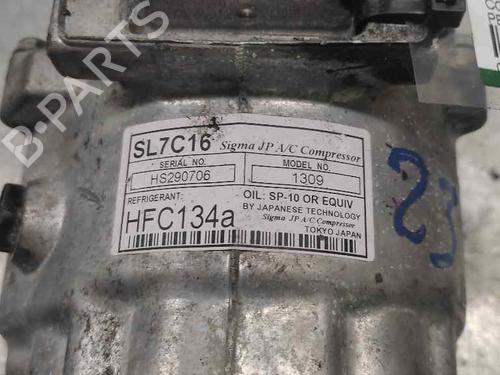 SL7C16 Sigma JP A/C Compressor
SERIAL NO. MODEL NO.
HS290706 1309
REFRIGERANT: OIL: SP-10 OR EQUIV
HFC134a BY JAPANESE TECHNOLOGY
Sigma JP A/C Compressor
TOKYO JAPAN
23